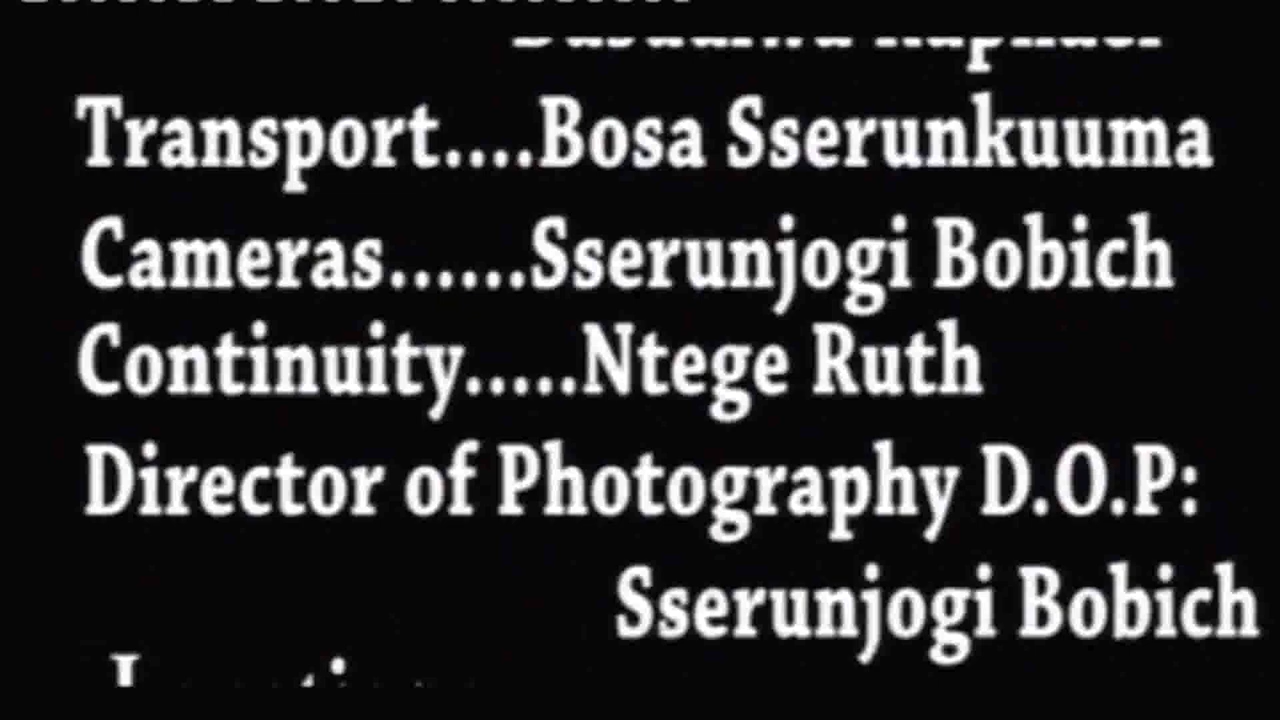 Transport....Bosa Sserunkuuma
Cameras......Sserunjogi Bobich
Continuity.....Ntege Ruth
Director of Photography D.O.P:
Sserunjogi Bobich